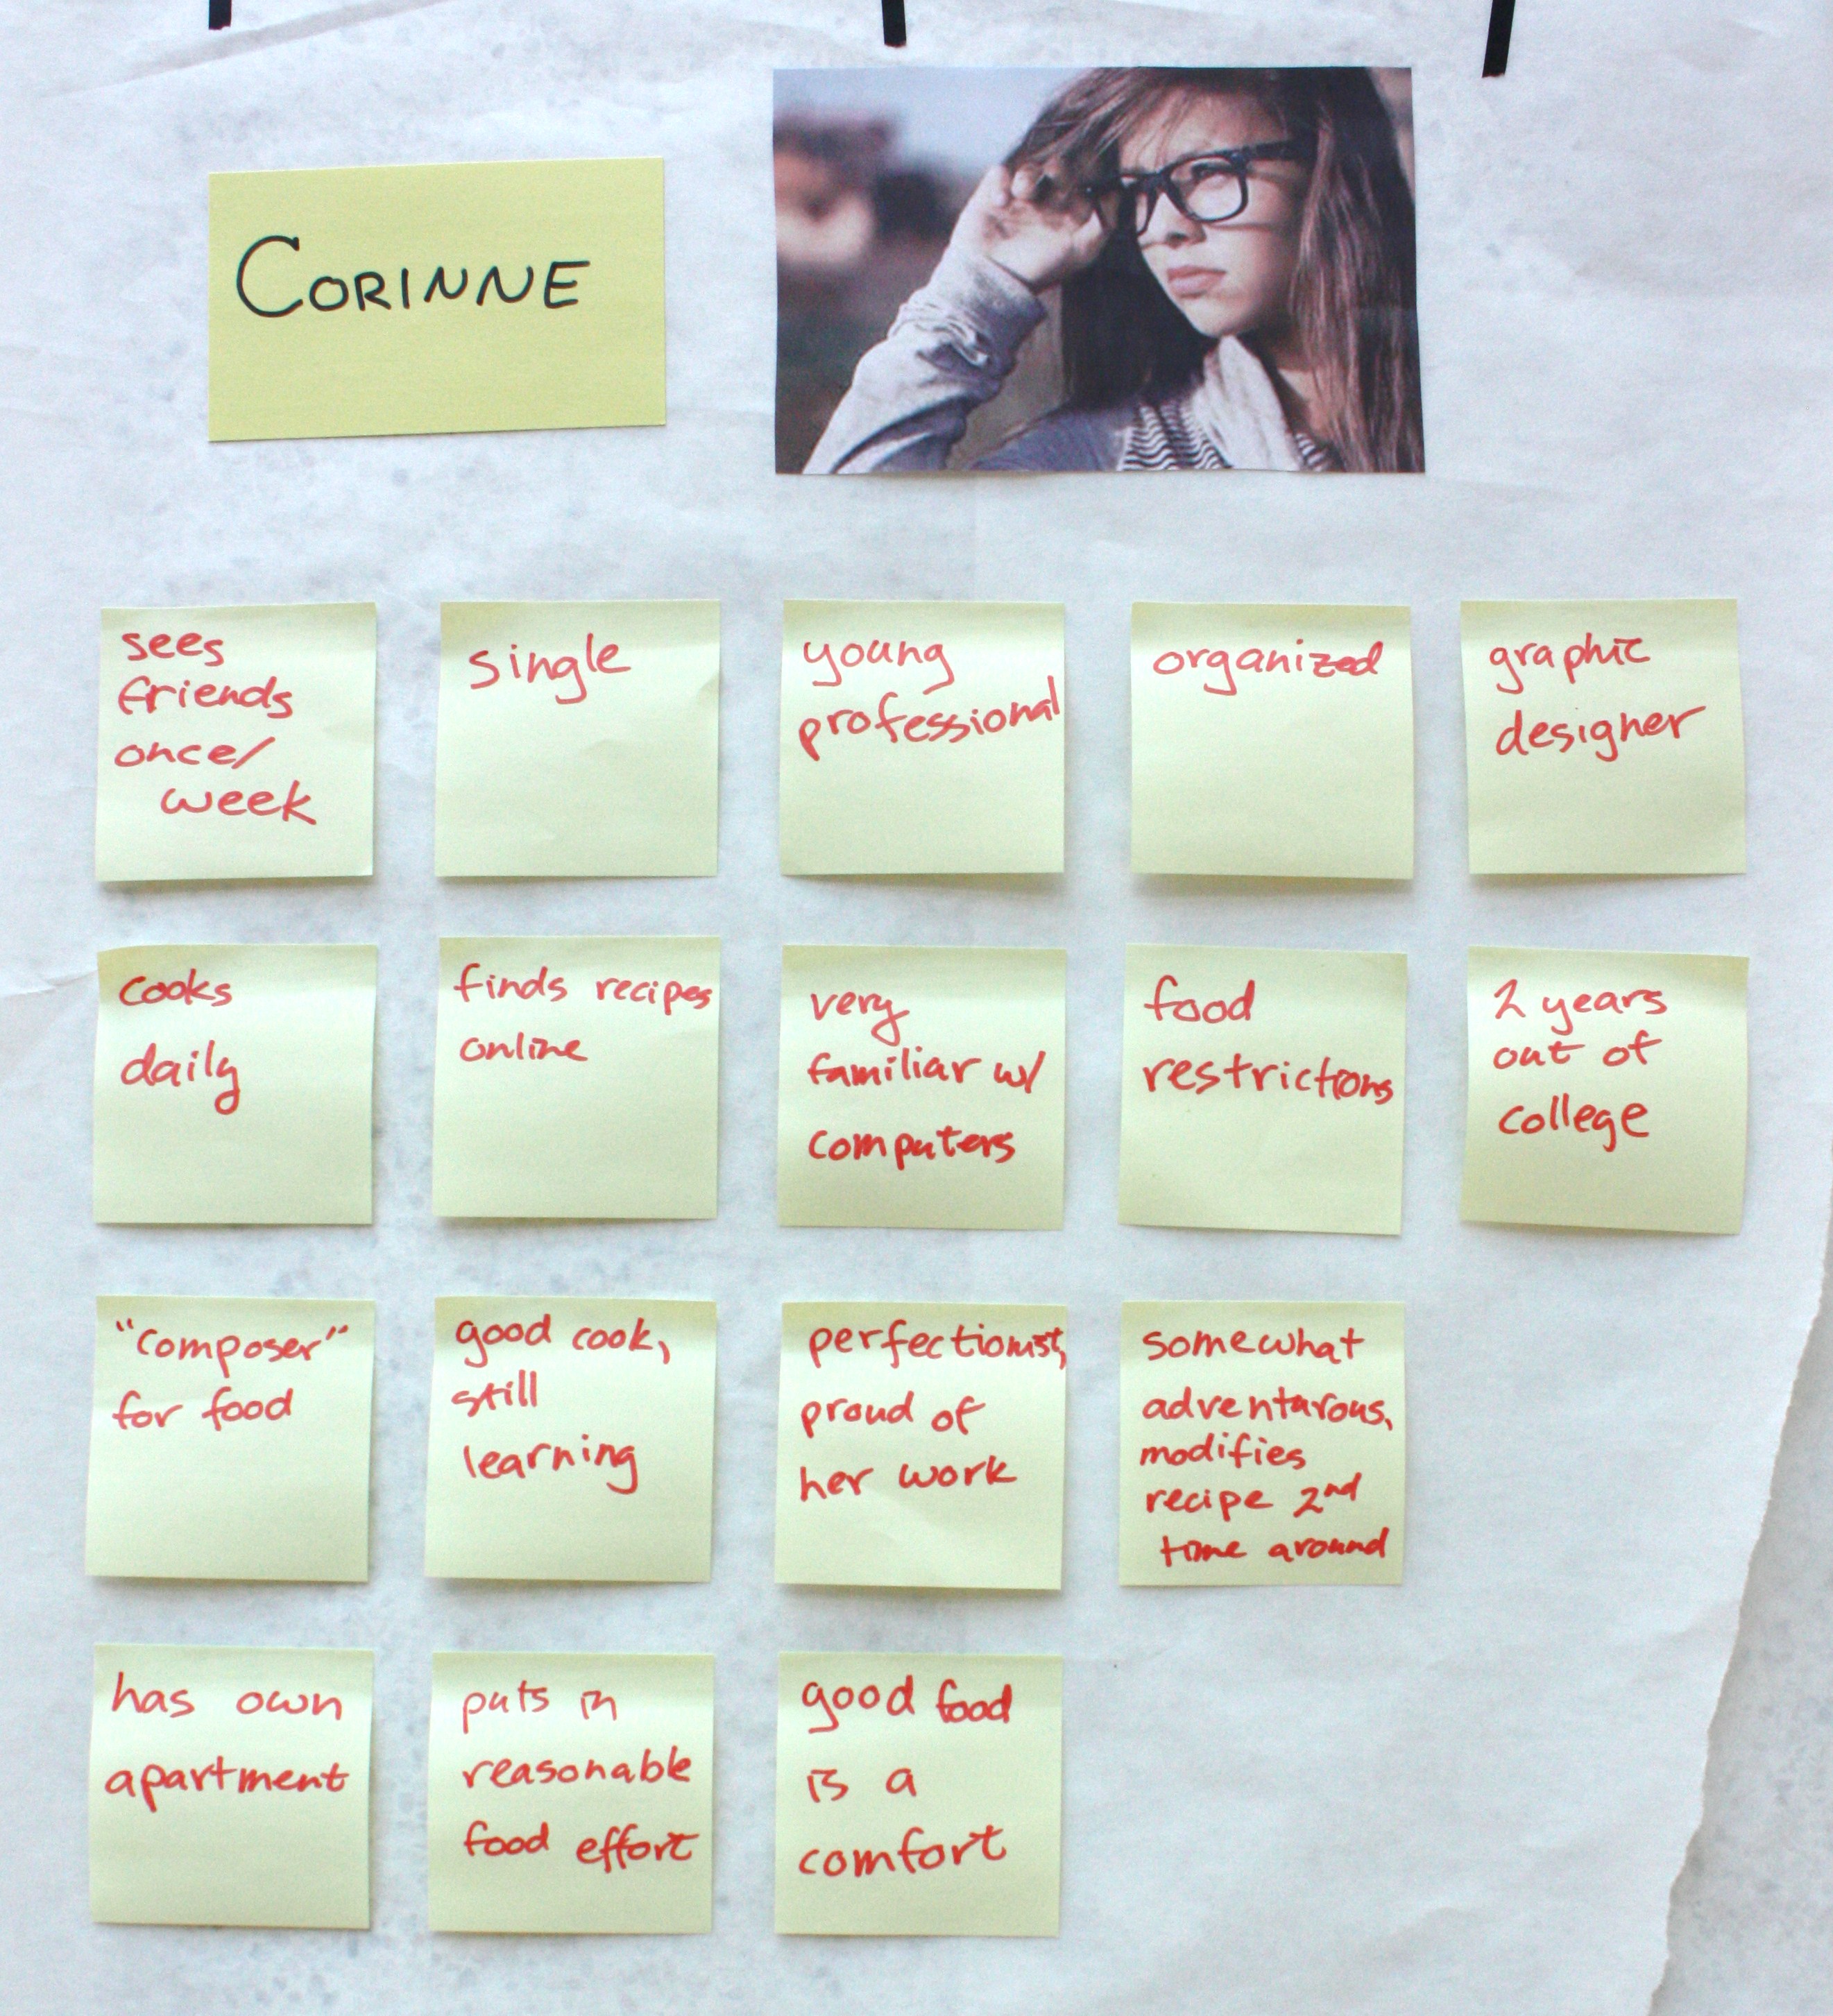 CORINNE
sees
friends
once/
week
single
young
professional
organized
graphic
designer
cooks
daily
finds recipes
online
very
familiar w/
computers
food
restrictions
2 years
out of
college
"composer"
for food
good cook,
still
learning
perfectionist,
proud of
her work
somewhat
adventurous,
modifies
recipe 2nd
time around
has own
apartment
puts in
reasonable
food effort
good food
is a
comfort